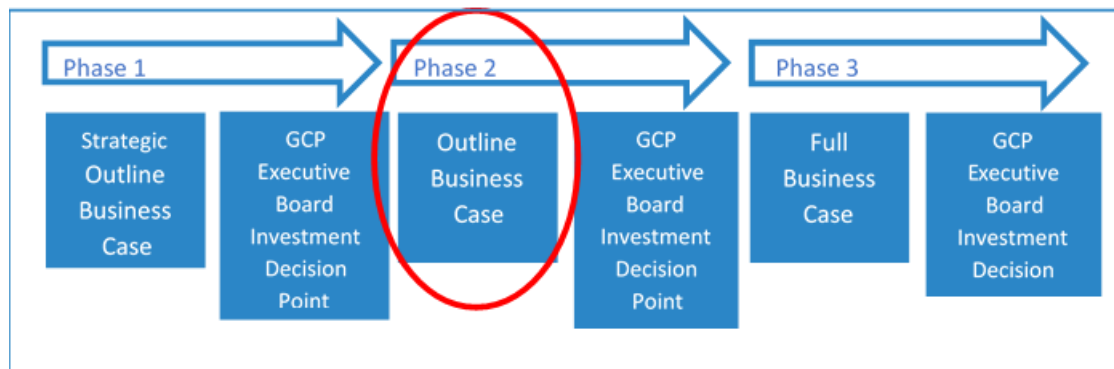 Phase 1
Phase 2
Phase 3
Strategic
Outline
Business
Case
GCP
Executive
Board
Investment
Decision
Point
Outline
Business
Case
GCP
Executive
Board
Investment
Decision
Point
Full
Business
Case
GCP
Executive
Board
Investment
Decision